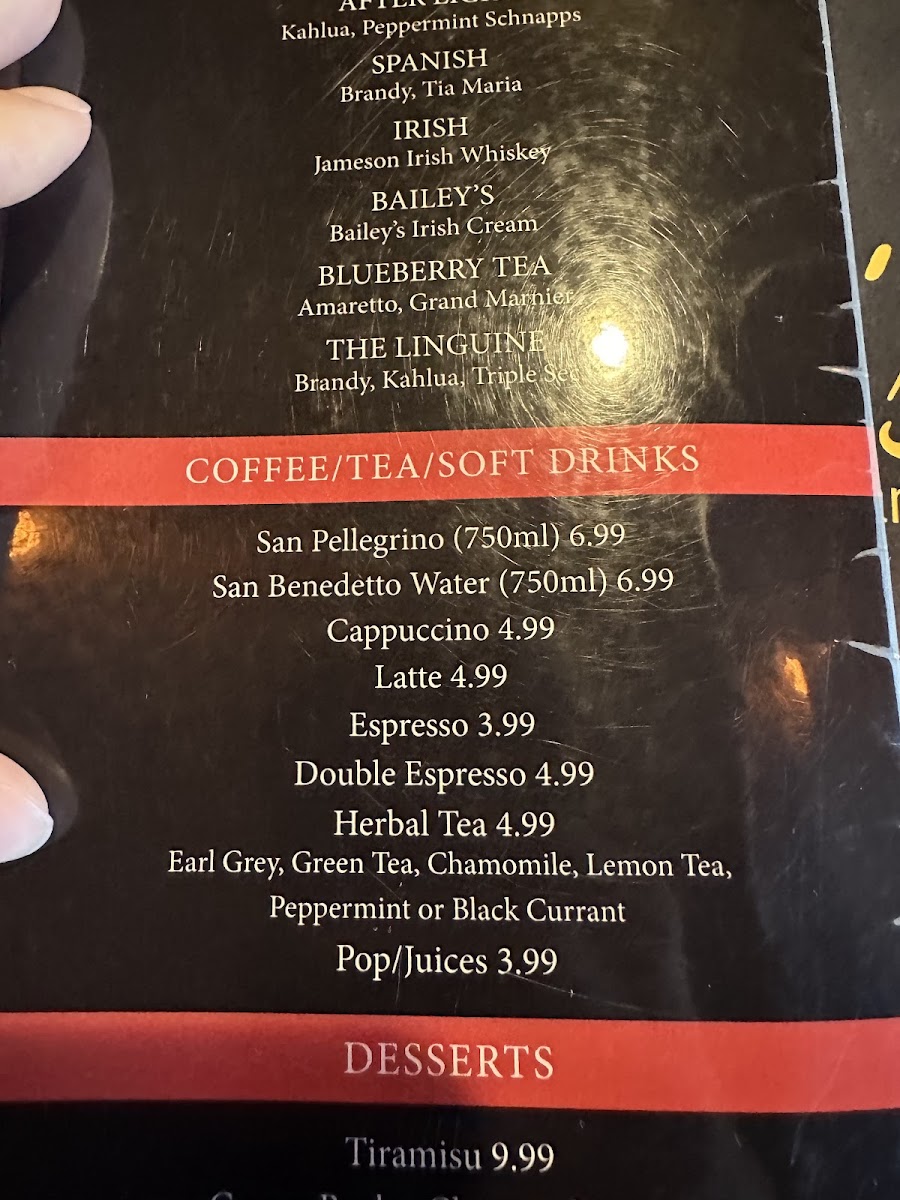 AFTER
Kahlua, Peppermint Schnapps
SPANISH
Brandy, Tia Maria
IRISH
Jameson Irish Whiskey
BAILEY'S
Bailey's Irish Cream
BLUEBERRY TEA
Amaretto, Grand Marnier
THE LINGUINE
Brandy, Kahlua, Triple Sec
COFFEE/TEA/SOFT DRINKS
San Pellegrino (750ml) 6.99
San Benedetto Water (750ml) 6.99
Cappuccino 4.99
Latte 4.99
Espresso 3.99
Double Espresso 4.99
Herbal Tea 4.99
Earl Grey, Green Tea, Chamomile, Lemon Tea,
Peppermint or Black Currant
Pop/Juices 3.99
DESSERTS
Tiramisu 9.99